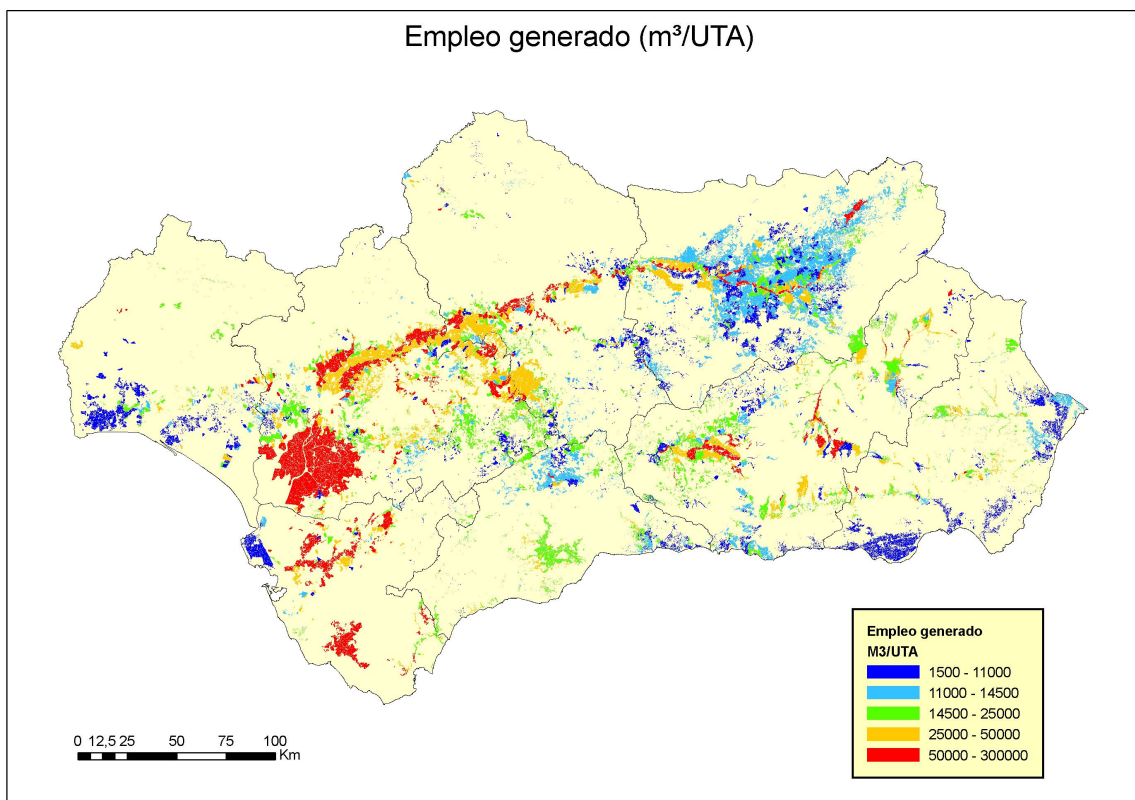 Empleo generado (m³/UTA)
Empleo generado
M3/UTA
1500 - 11000
11000 - 14500
14500 - 25000
25000 - 50000
50000 - 300000
0 12,5 25 50 75 100
Km